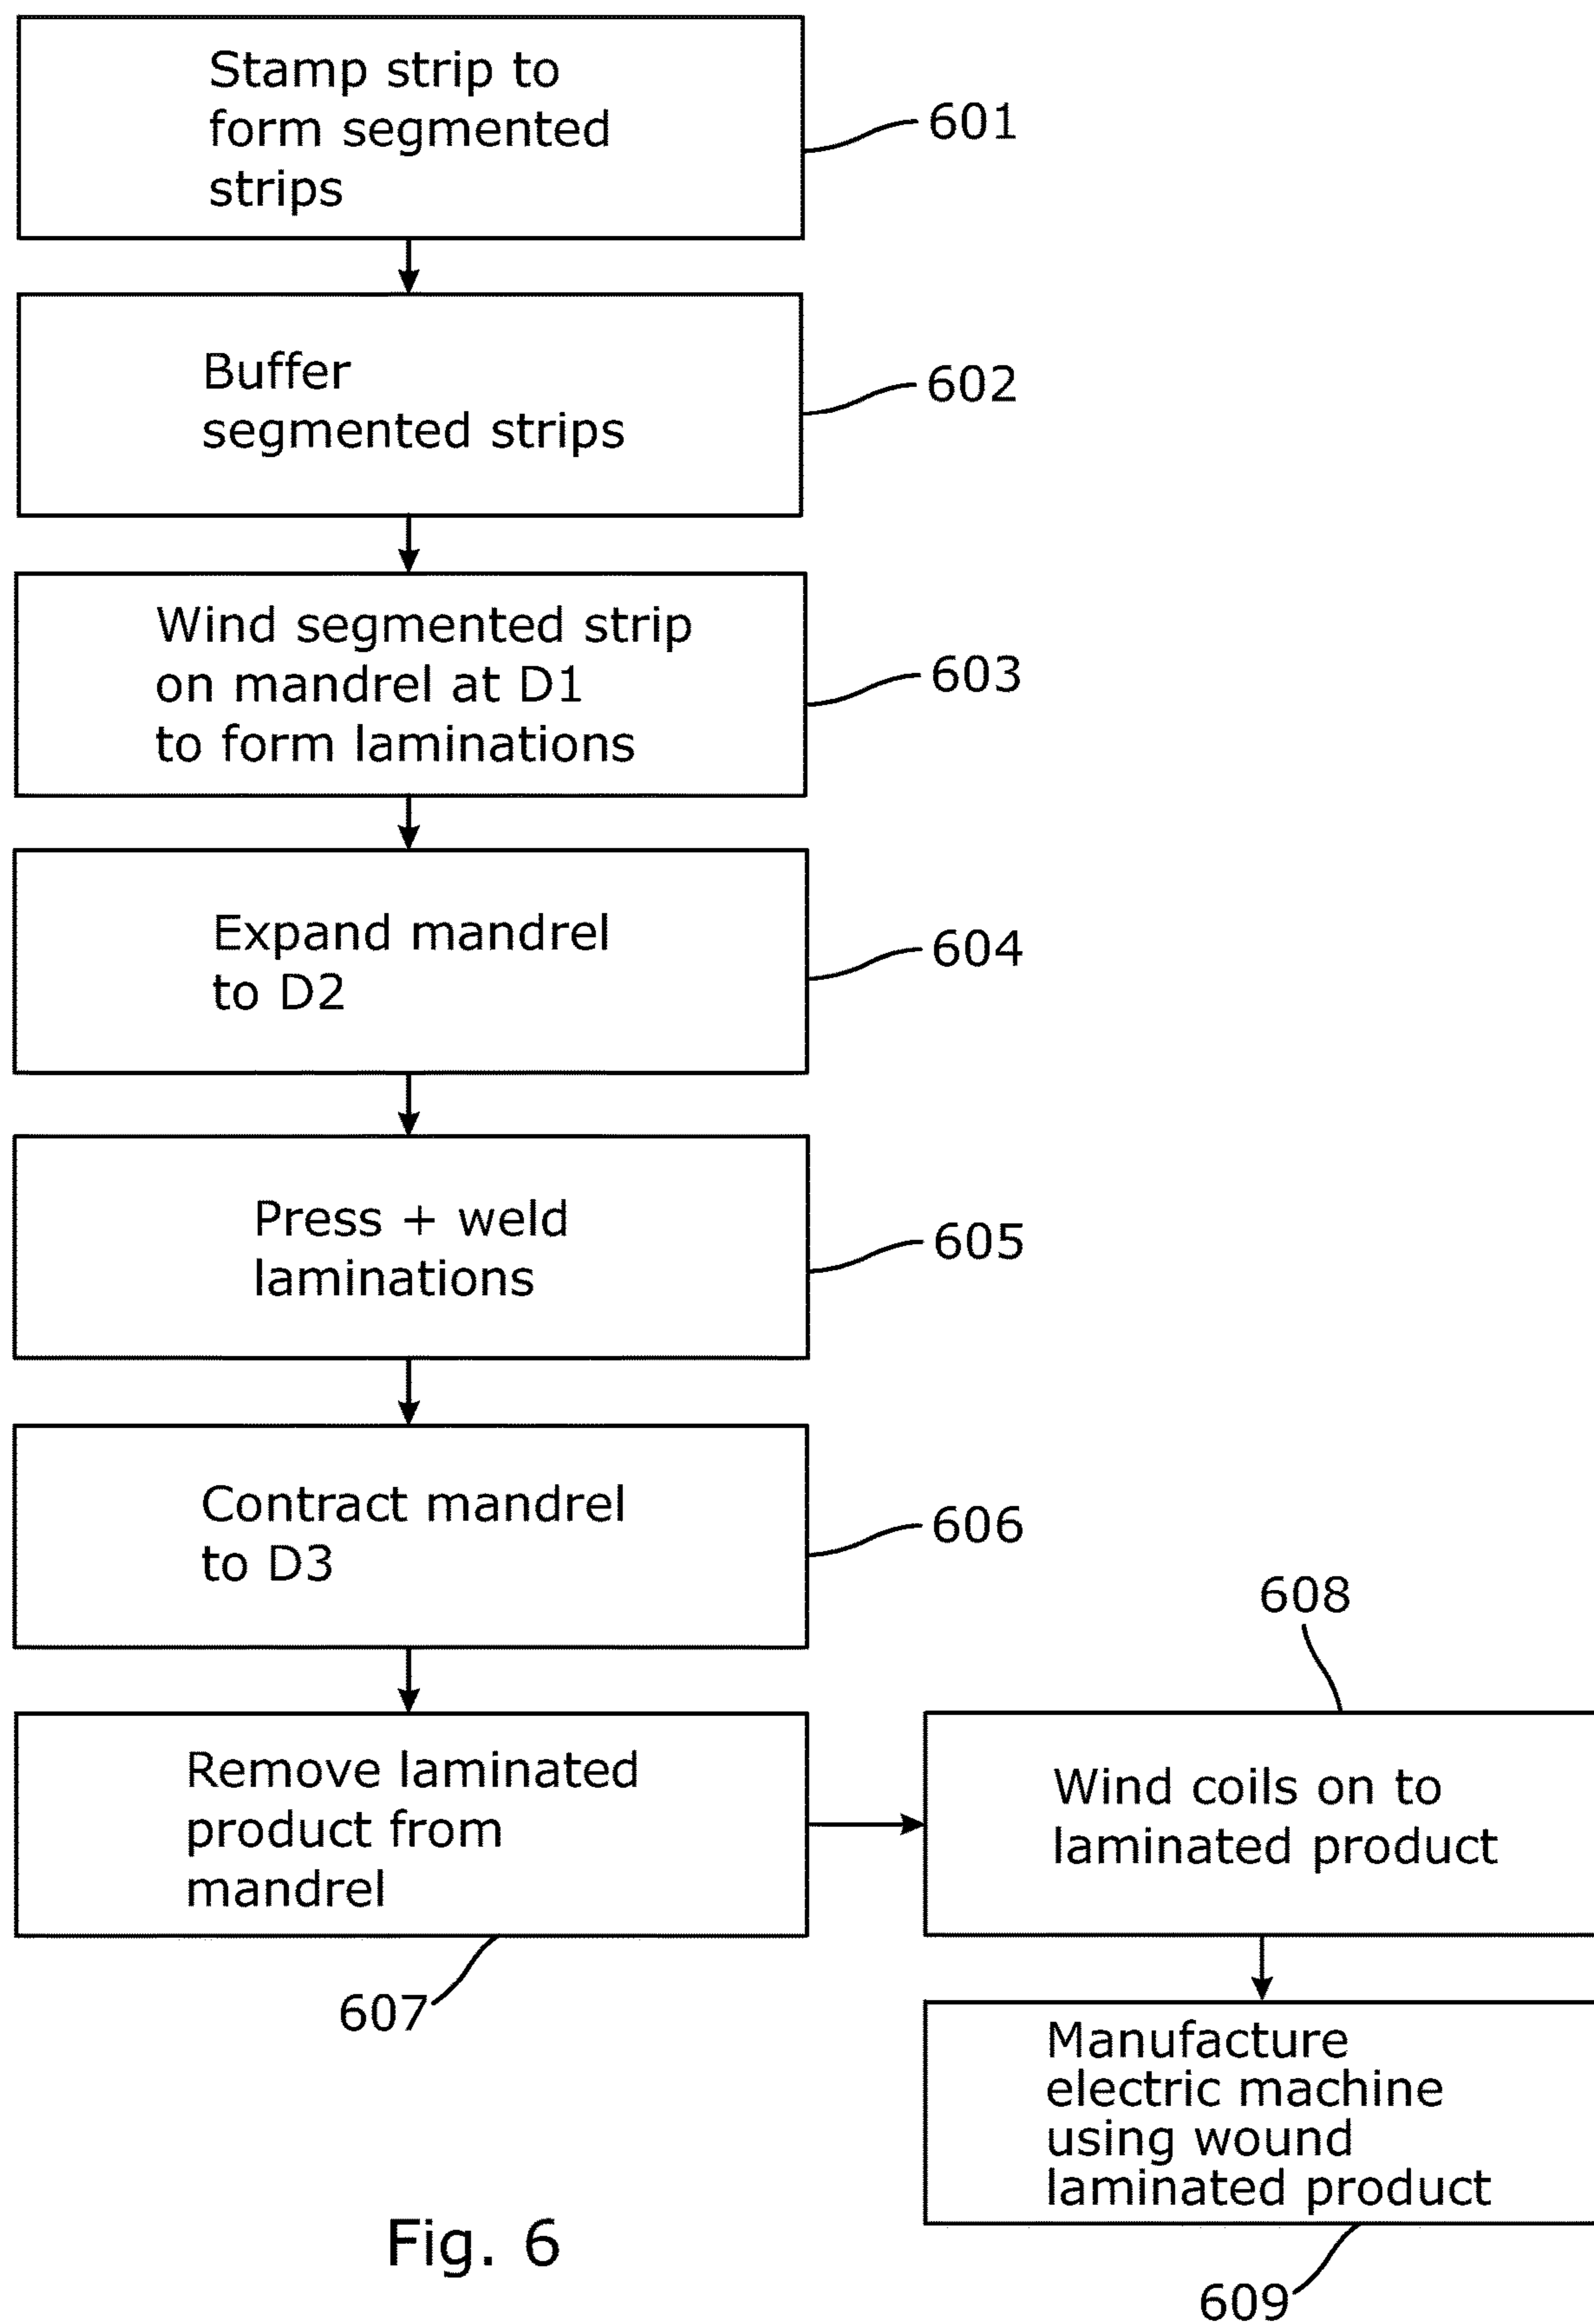 Stamp strip to
form segmented
strips
601
Buffer
segmented strips
602
Wind segmented strip
on mandrel at D1
to form laminations
603
Expand mandrel
to D2
604
Press + weld
laminations
605
Contract mandrel
to D3
606
Remove laminated
product from
mandrel
607
608
Wind coils on to
laminated product
Manufacture
electric machine
using wound
laminated product
609
Fig. 6